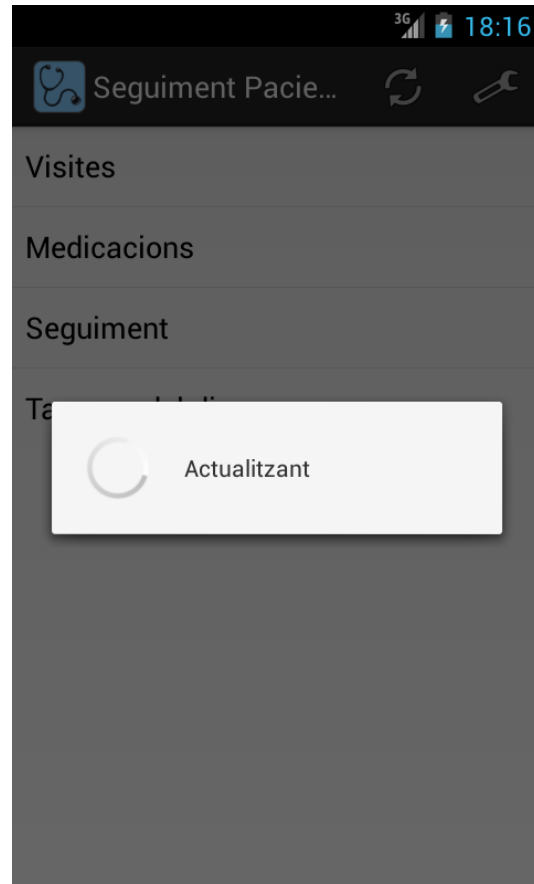 3G 18:16
Seguiment Pacie...
Visites
Medicacions
Seguiment
Actualitzant